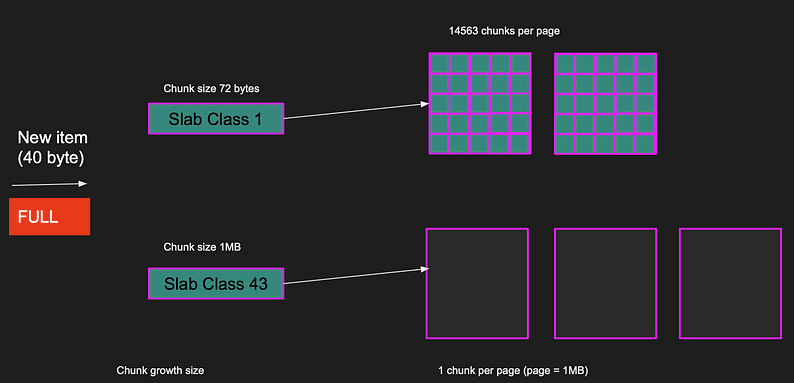 14563 chunks per page
Chunk size 72 bytes
Slab Class 1
New item
(40 byte)
FULL
Chunk size 1MB
Slab Class 43
Chunk growth size
1 chunk per page (page = 1MB)